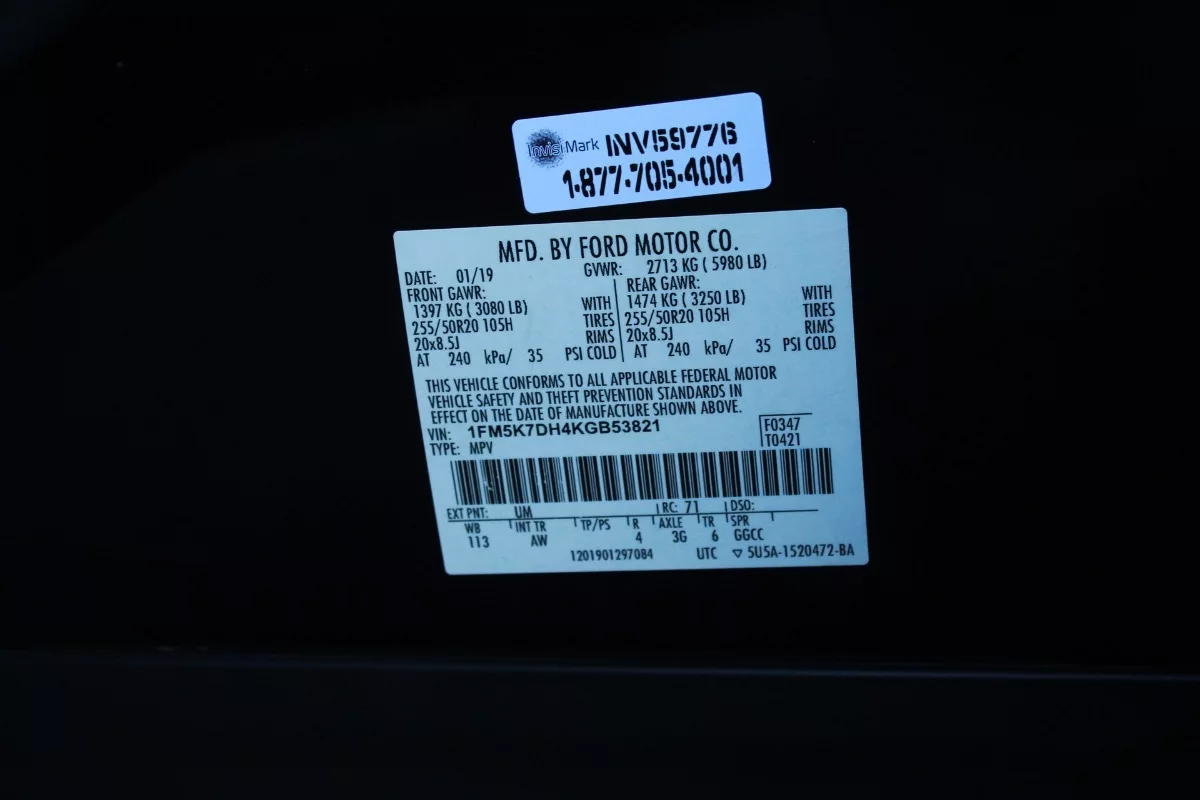 InvisiMark INV59776
1-877-705-4001
MFD. BY FORD MOTOR CO.
DATE: 01/19 GVWR: 2713 KG ( 5980 LB)
FRONT GAWR: REAR GAWR:
1397 KG ( 3080 LB) WITH 1474 KG ( 3250 LB) WITH
255/50R20 105H TIRES 255/50R20 105H TIRES
20x8.5J RIMS 20x8.5J RIMS
AT 240 kPa/ 35 PSI COLD AT 240 kPa/ 35 PSI COLD
THIS VEHICLE CONFORMS TO ALL APPLICABLE FEDERAL MOTOR
VEHICLE SAFETY AND THEFT PREVENTION STANDARDS IN
EFFECT ON THE DATE OF MANUFACTURE SHOWN ABOVE.
VIN: 1FM5K7DH4KGB53821 F0347
TYPE: MPV T0421
EXT PNT: UM RC: 71 DSO:
WB INT TR TP/PS R AXLE TR SPR
113 AW 4 3G 6 GGCC
1201901297084 UTC ▽ 5U5A-1520472-BA